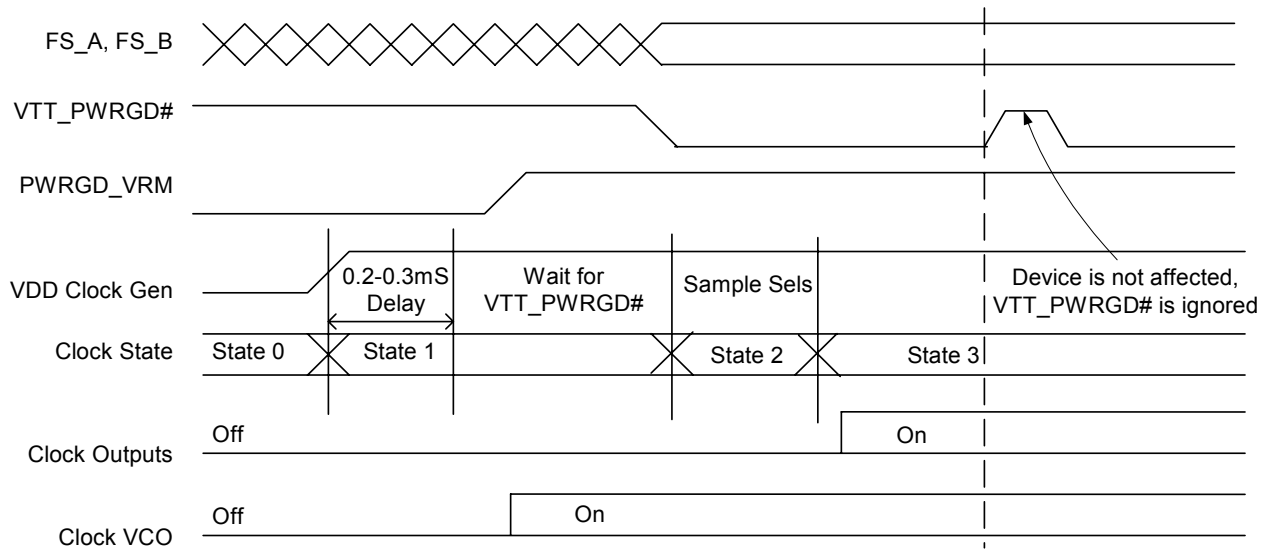 FS_A, FS_B
VTT_PWRGD#
PWRGD_VRM
VDD Clock Gen
0.2-0.3mS
Delay
Wait for
VTT_PWRGD#
Sample Sels
Device is not affected,
VTT_PWRGD# is ignored
Clock State
State 0
State 1
State 2
State 3
Clock Outputs
Off
On
Clock VCO
Off
On